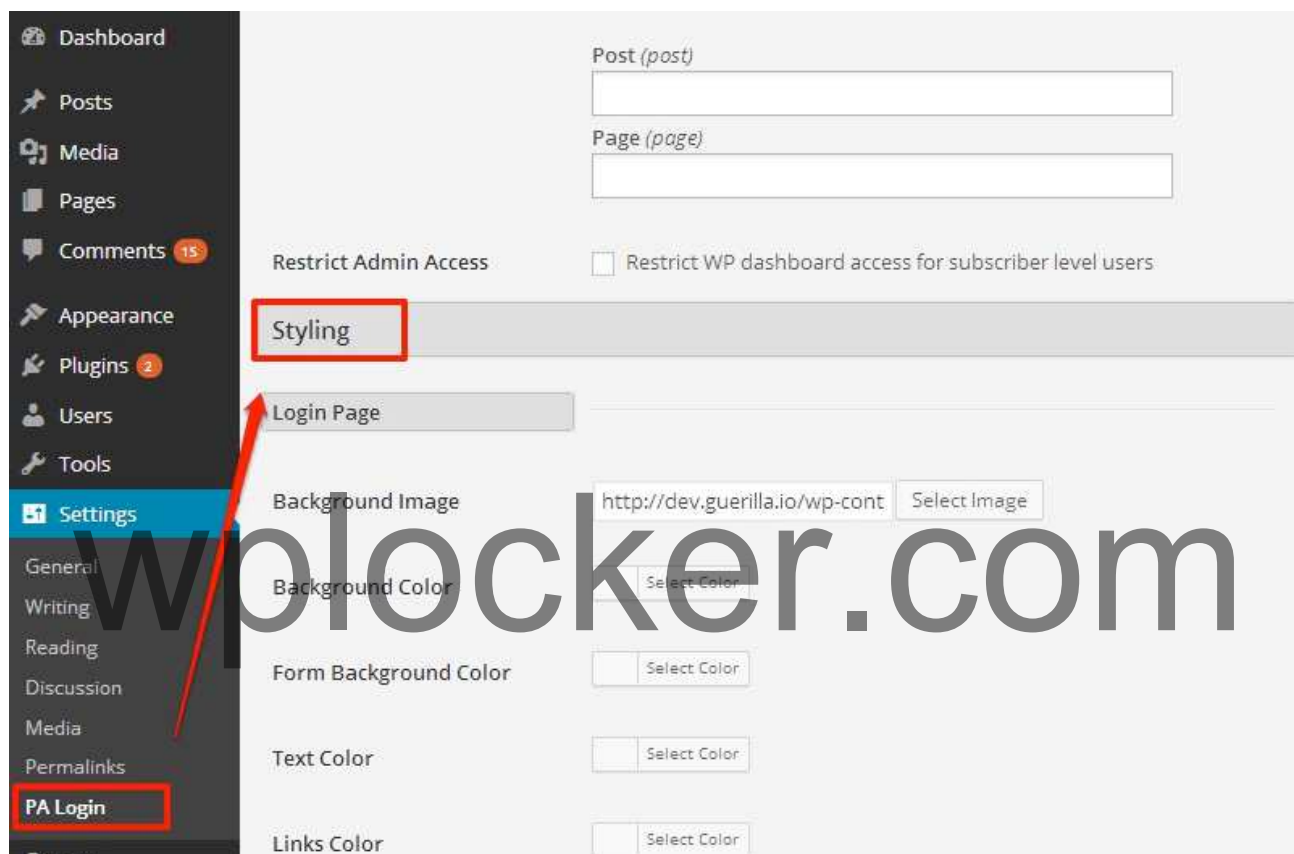 Dashboard
Posts
Media
Pages
Comments 15
Appearance
Plugins 2
Users
Tools
Settings
General
Writing
Reading
Discussion
Media
Permalinks
PA Login
Post (post)
Page (page)
Restrict Admin Access Restrict WP dashboard access for subscriber level users
Styling
Login Page
Background Image http://dev.guerilla.io/wp-cont Select Image
Background Color Select Color
Form Background Color Select Color
Text Color Select Color
Links Color Select Color
wplocker.com